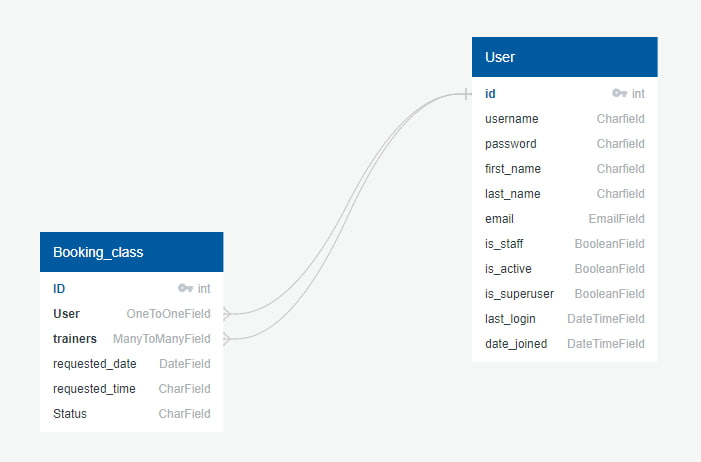 User
id int
username Charfield
password Charfield
first_name Charfield
last_name Charfield
email EmailField
is_staff BooleanField
is_active BooleanField
is_superuser BooleanField
last_login DateTimeField
date_joined DateTimeField
Booking_class
ID int
User OneToOneField
trainers ManyToManyField
requested_date DateField
requested_time CharField
Status CharField